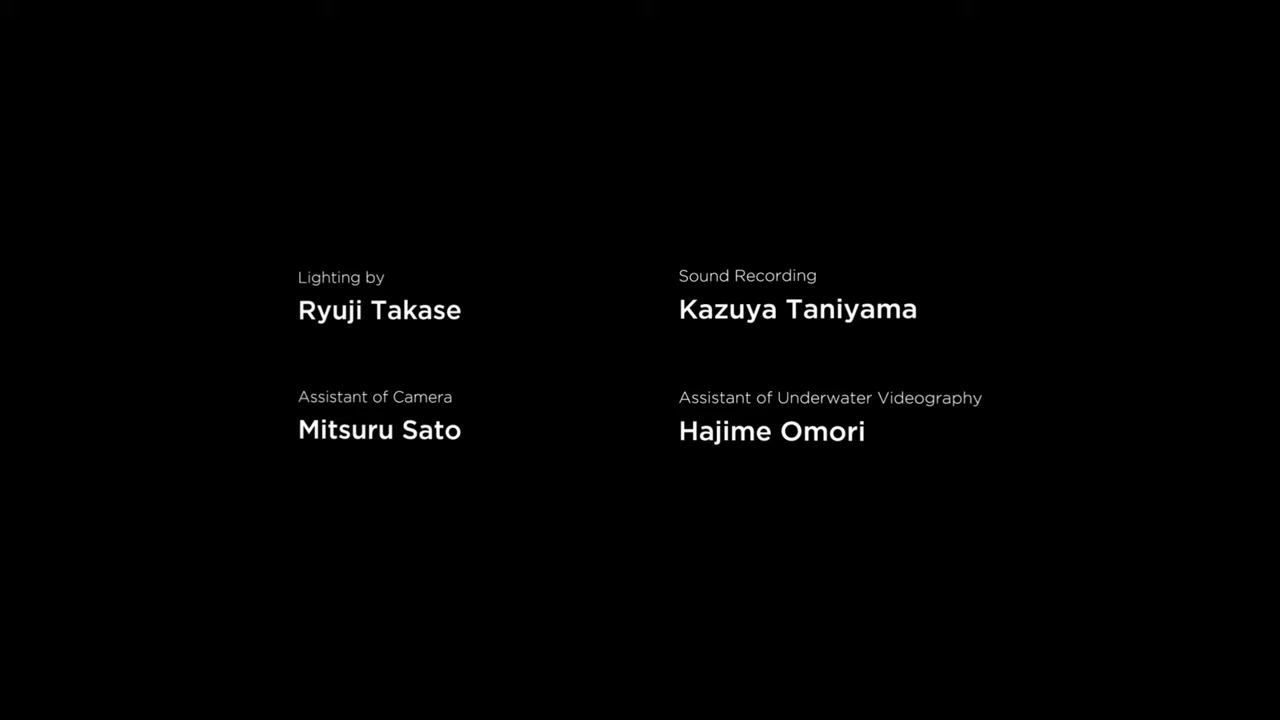 Lighting by
Ryuji Takase
Sound Recording
Kazuya Taniyama
Assistant of Camera
Mitsuru Sato
Assistant of Underwater Videography
Hajime Omori